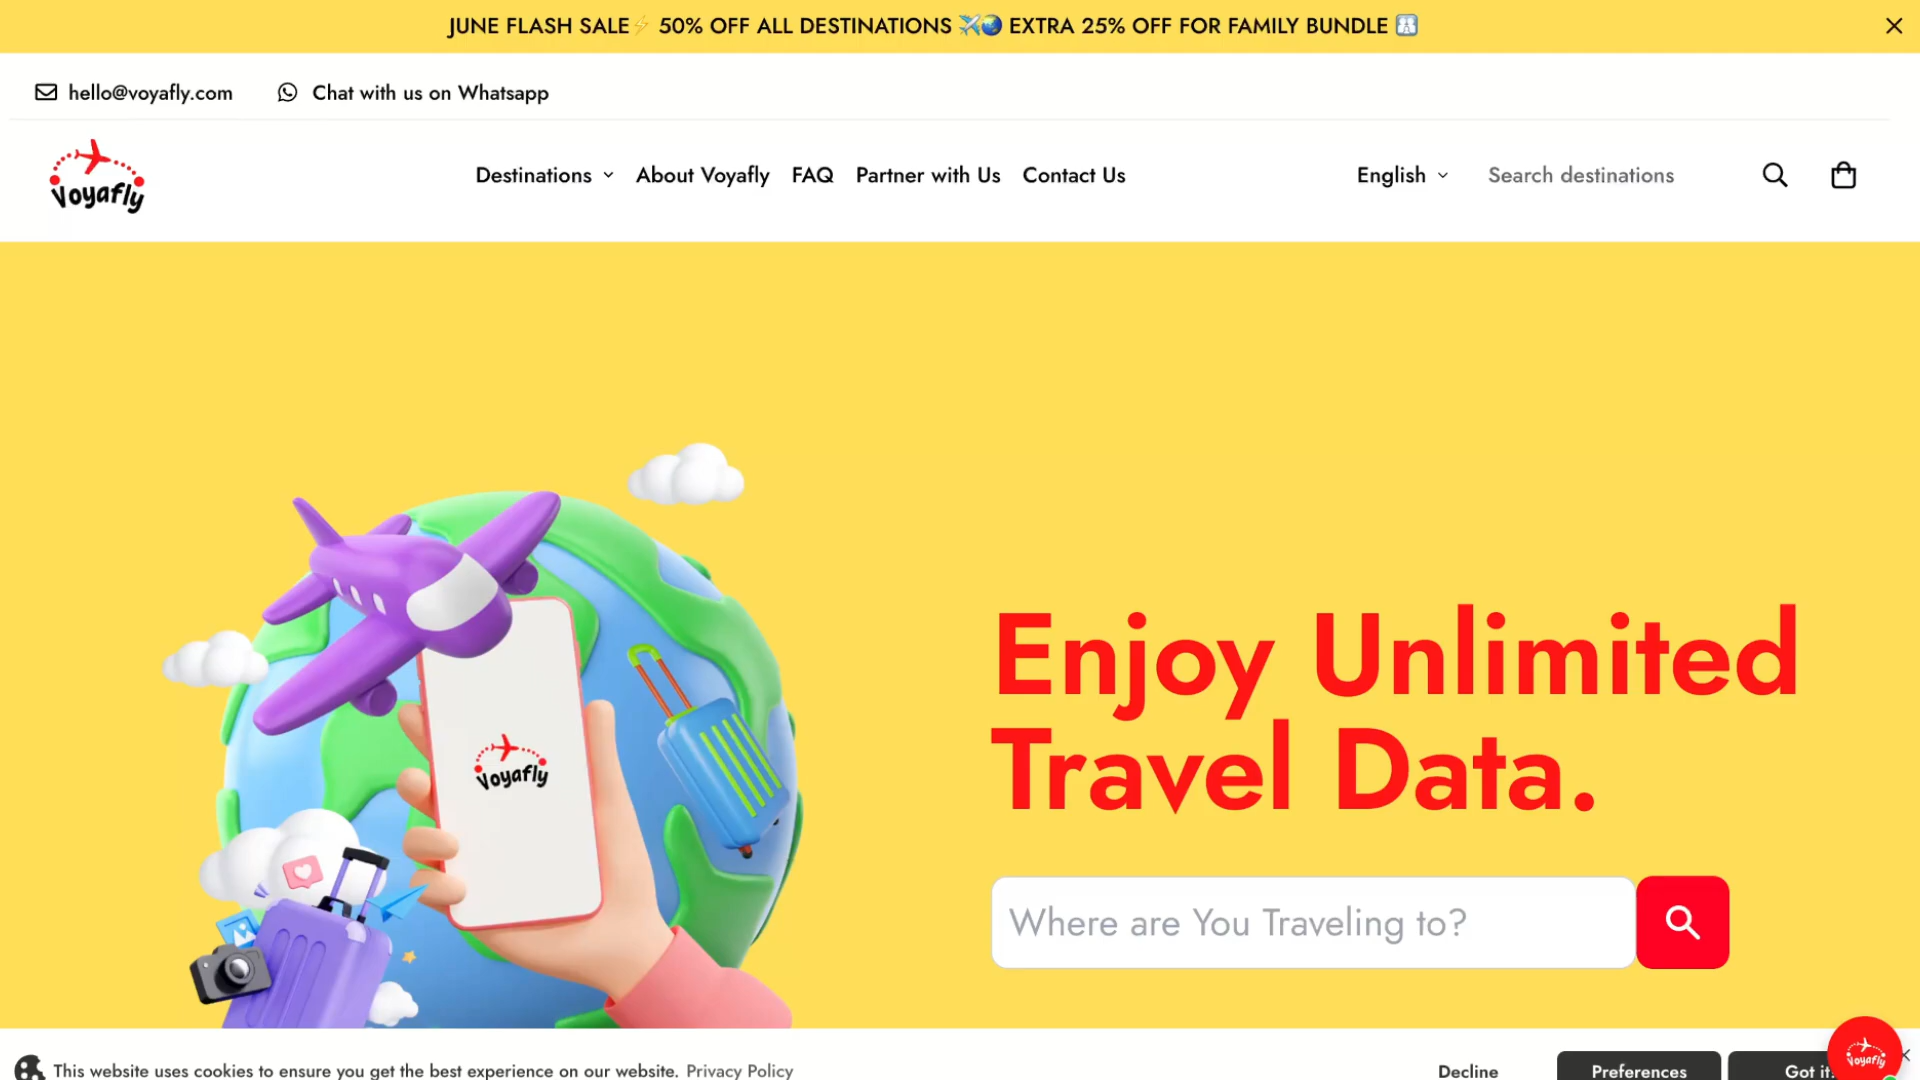 JUNE FLASH SALE⚡ 50% OFF ALL DESTINATIONS ✈️🌏 EXTRA 25% OFF FOR FAMILY BUNDLE 👨‍👩‍👧‍👦
hello@voyafly.com Chat with us on Whatsapp
Voyafly
Destinations About Voyafly FAQ Partner with Us Contact Us English Search destinations
Enjoy Unlimited
Travel Data.
Voyafly
Where are You Traveling to?
This website uses cookies to ensure you get the best experience on our website. Privacy Policy Decline Preferences Got it!
Voyafly